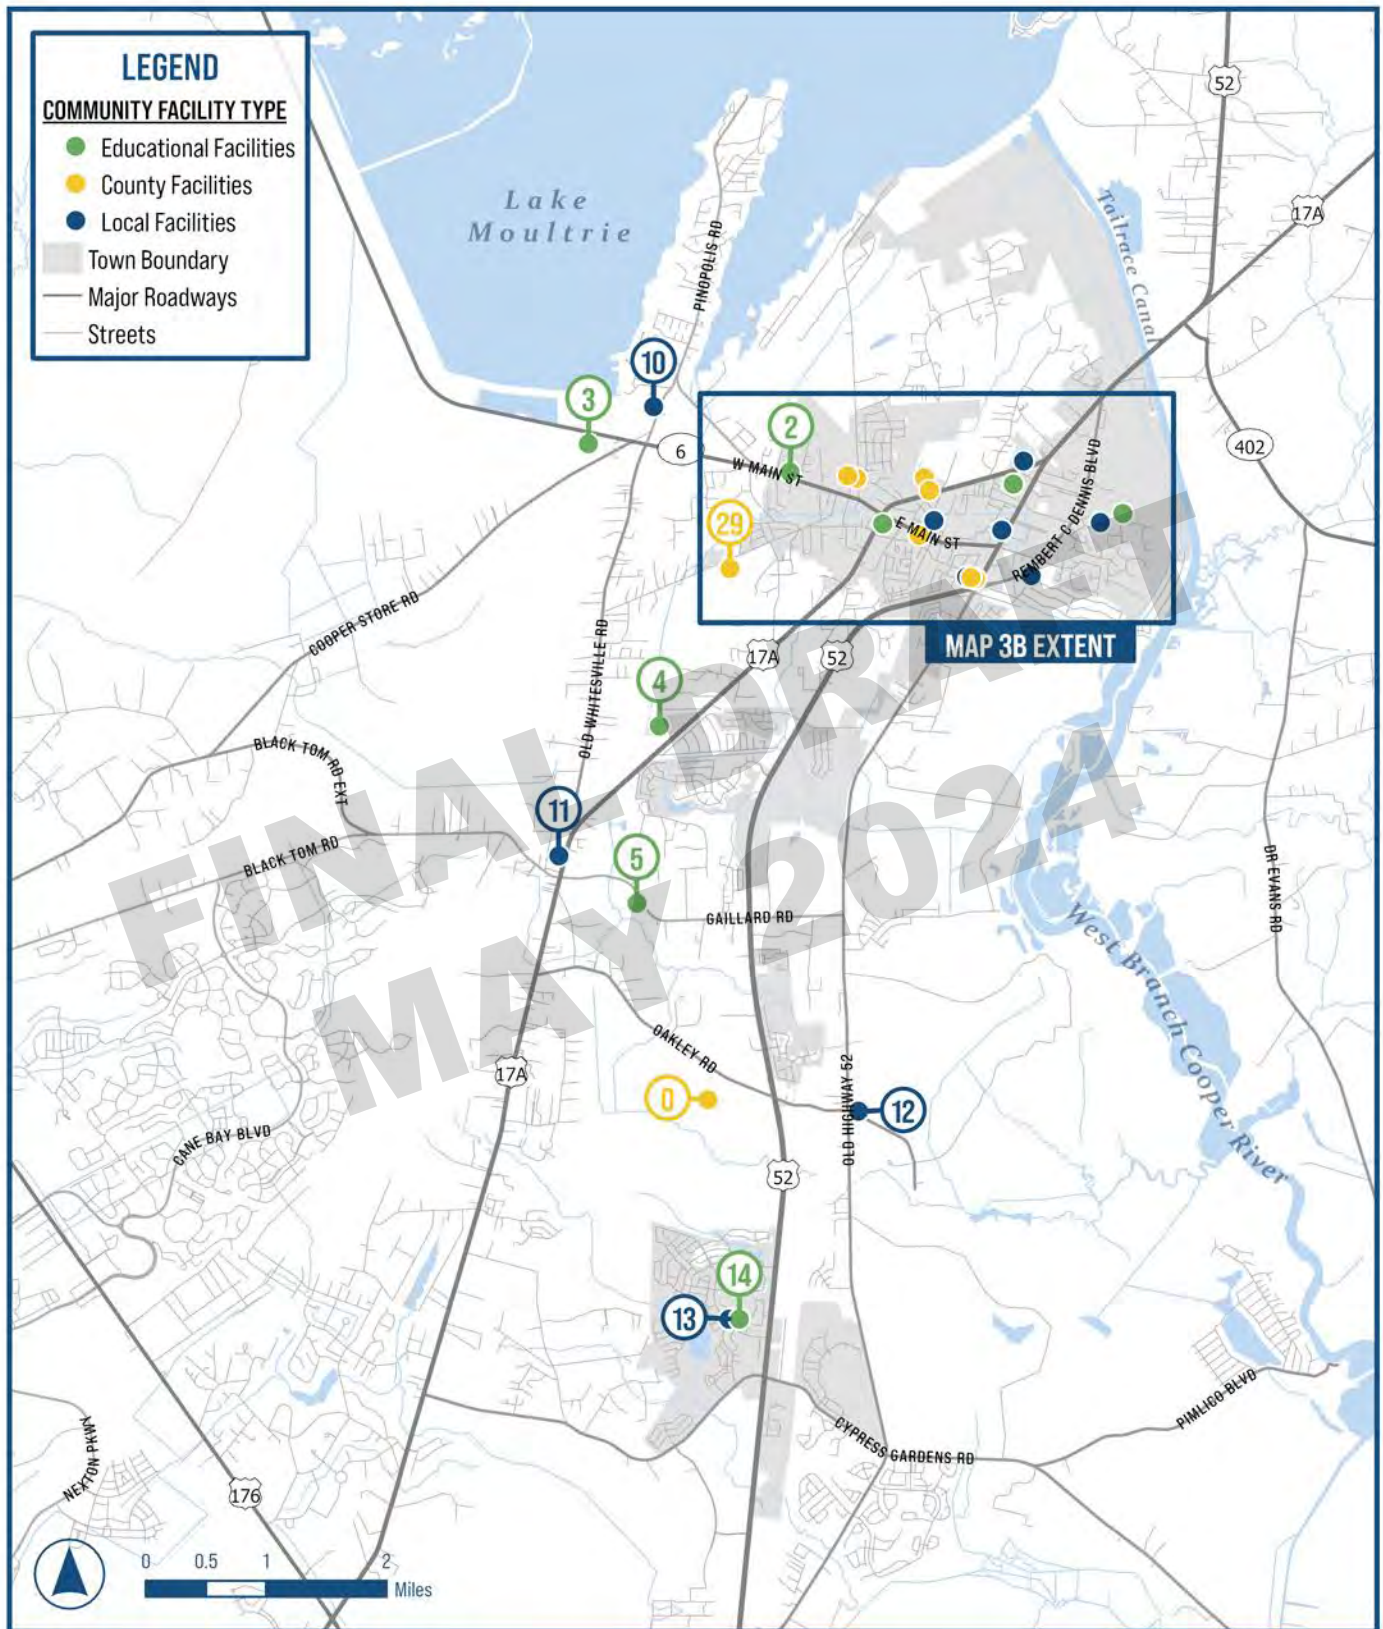 LEGEND
COMMUNITY FACILITY TYPE
Educational Facilities
County Facilities
Local Facilities
Town Boundary
Major Roadways
Streets
52
17A
Lake
Moultrie
PINOPOLIS RD
Tailrace Canal
10
3
2
6
W MAIN ST
402
29
E MAIN ST
REMBERT C DENNIS BLVD
MAP 3B EXTENT
COOPER STORE RD
OLD WHITESVILLE RD
17A
52
4
BLACK TOM RD EXT
11
BLACK TOM RD
5
GAILLARD RD
DR EVANS RD
West Branch Cooper River
FINAL DRAFT
MAY 2024
OAKLEY RD
17A
0
OLD HIGHWAY 52
12
CANE BAY BLVD
52
14
13
PIMLICO BLVD
CYPRESS GARDENS RD
NEXTON PKWY
176
0 0.5 1 2
Miles